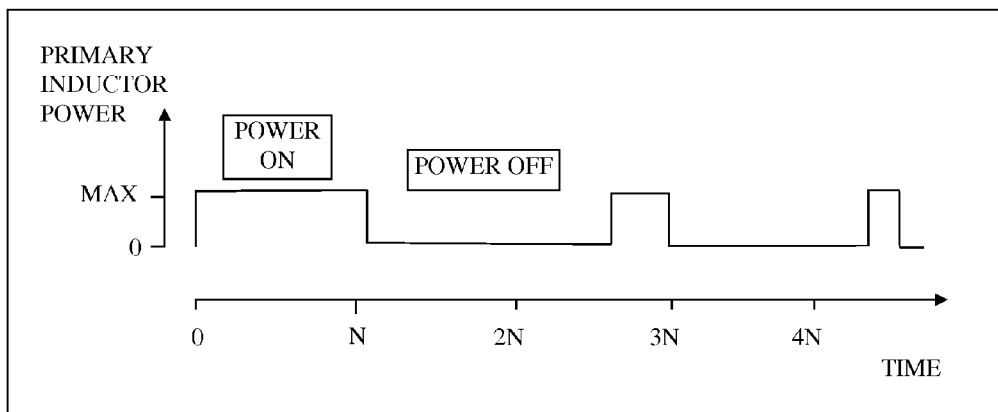 PRIMARY
INDUCTOR
POWER
POWER
ON
POWER OFF
MAX
0
0
N
2N
3N
4N
TIME